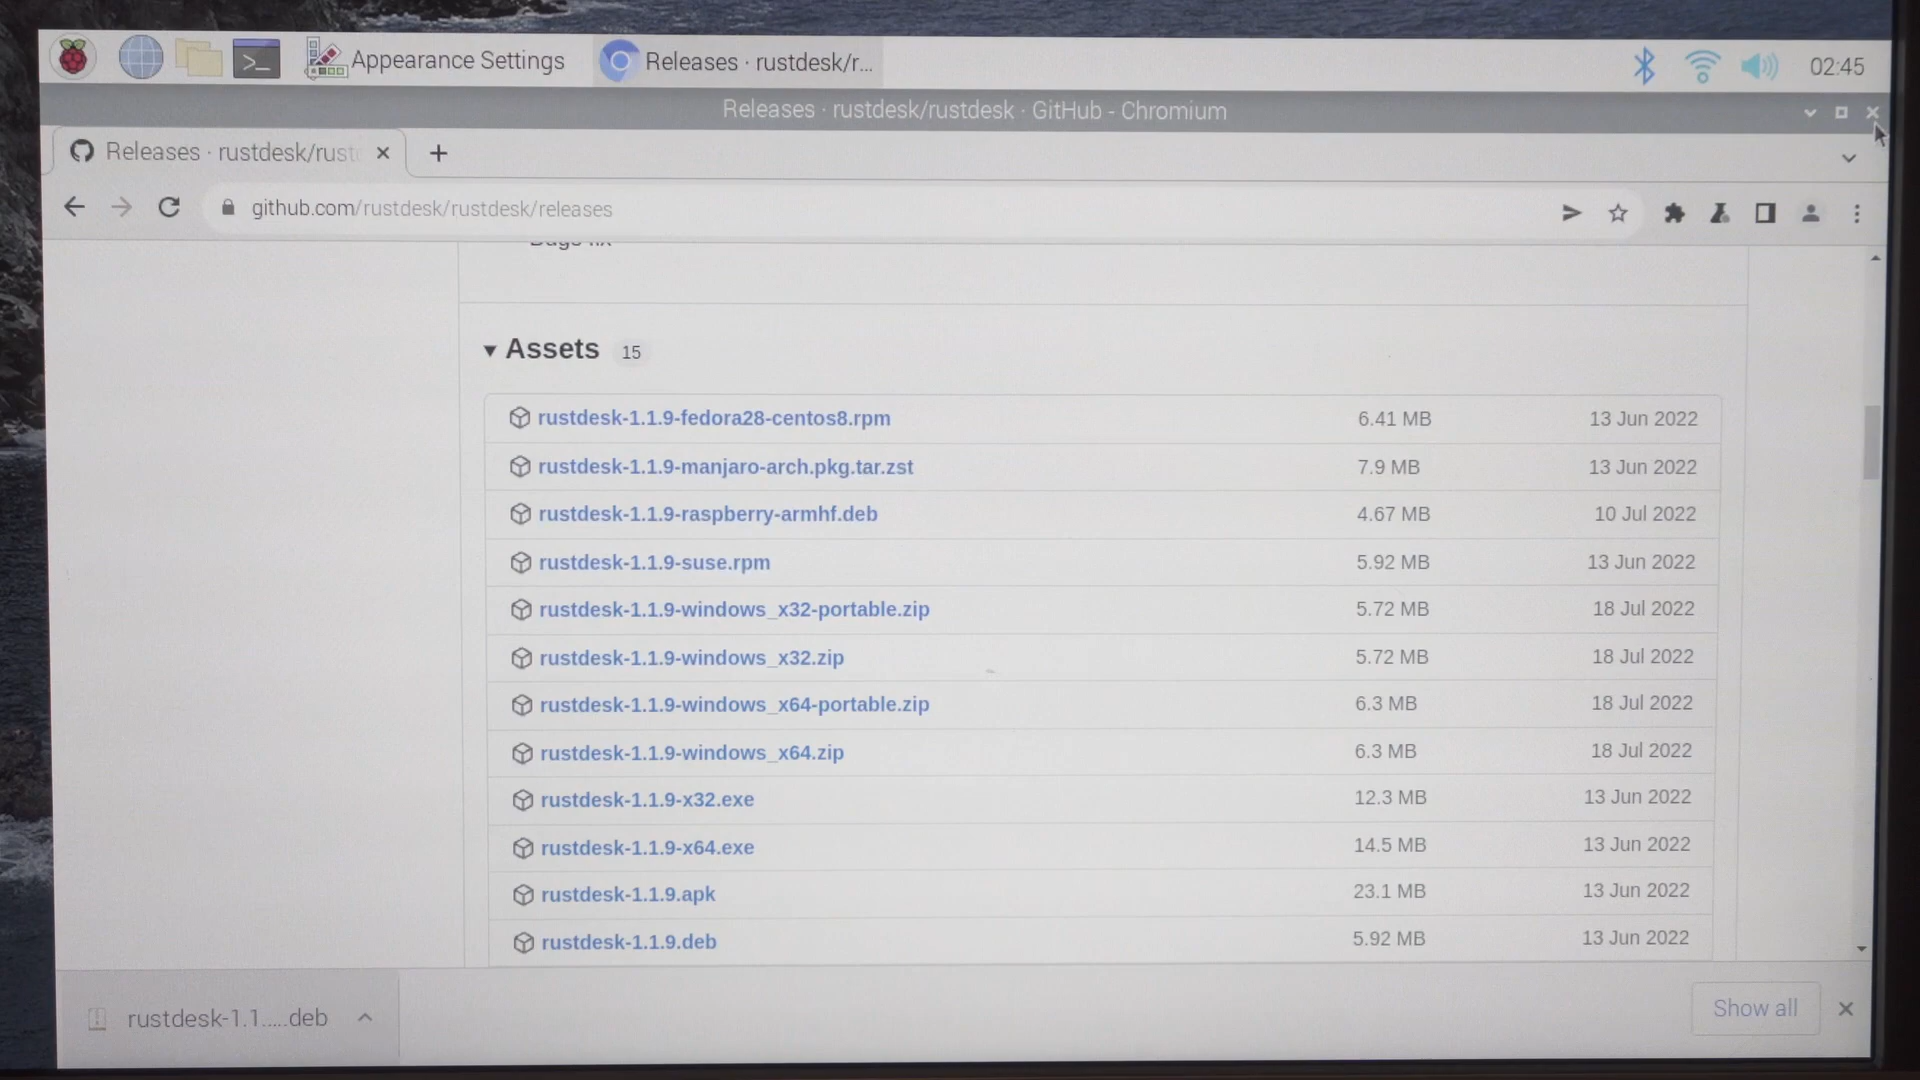 Appearance Settings
Releases · rustdesk/r...
02:45
Releases · rustdesk/rustdesk · GitHub - Chromium
Releases · rustdesk/rust
github.com/rustdesk/rustdesk/releases
Assets 15
rustdesk-1.1.9-fedora28-centos8.rpm 6.41 MB 13 Jun 2022
rustdesk-1.1.9-manjaro-arch.pkg.tar.zst 7.9 MB 13 Jun 2022
rustdesk-1.1.9-raspberry-armhf.deb 4.67 MB 10 Jul 2022
rustdesk-1.1.9-suse.rpm 5.92 MB 13 Jun 2022
rustdesk-1.1.9-windows_x32-portable.zip 5.72 MB 18 Jul 2022
rustdesk-1.1.9-windows_x32.zip 5.72 MB 18 Jul 2022
rustdesk-1.1.9-windows_x64-portable.zip 6.3 MB 18 Jul 2022
rustdesk-1.1.9-windows_x64.zip 6.3 MB 18 Jul 2022
rustdesk-1.1.9-x32.exe 12.3 MB 13 Jun 2022
rustdesk-1.1.9-x64.exe 14.5 MB 13 Jun 2022
rustdesk-1.1.9.apk 23.1 MB 13 Jun 2022
rustdesk-1.1.9.deb 5.92 MB 13 Jun 2022
rustdesk-1.1.....deb
Show all